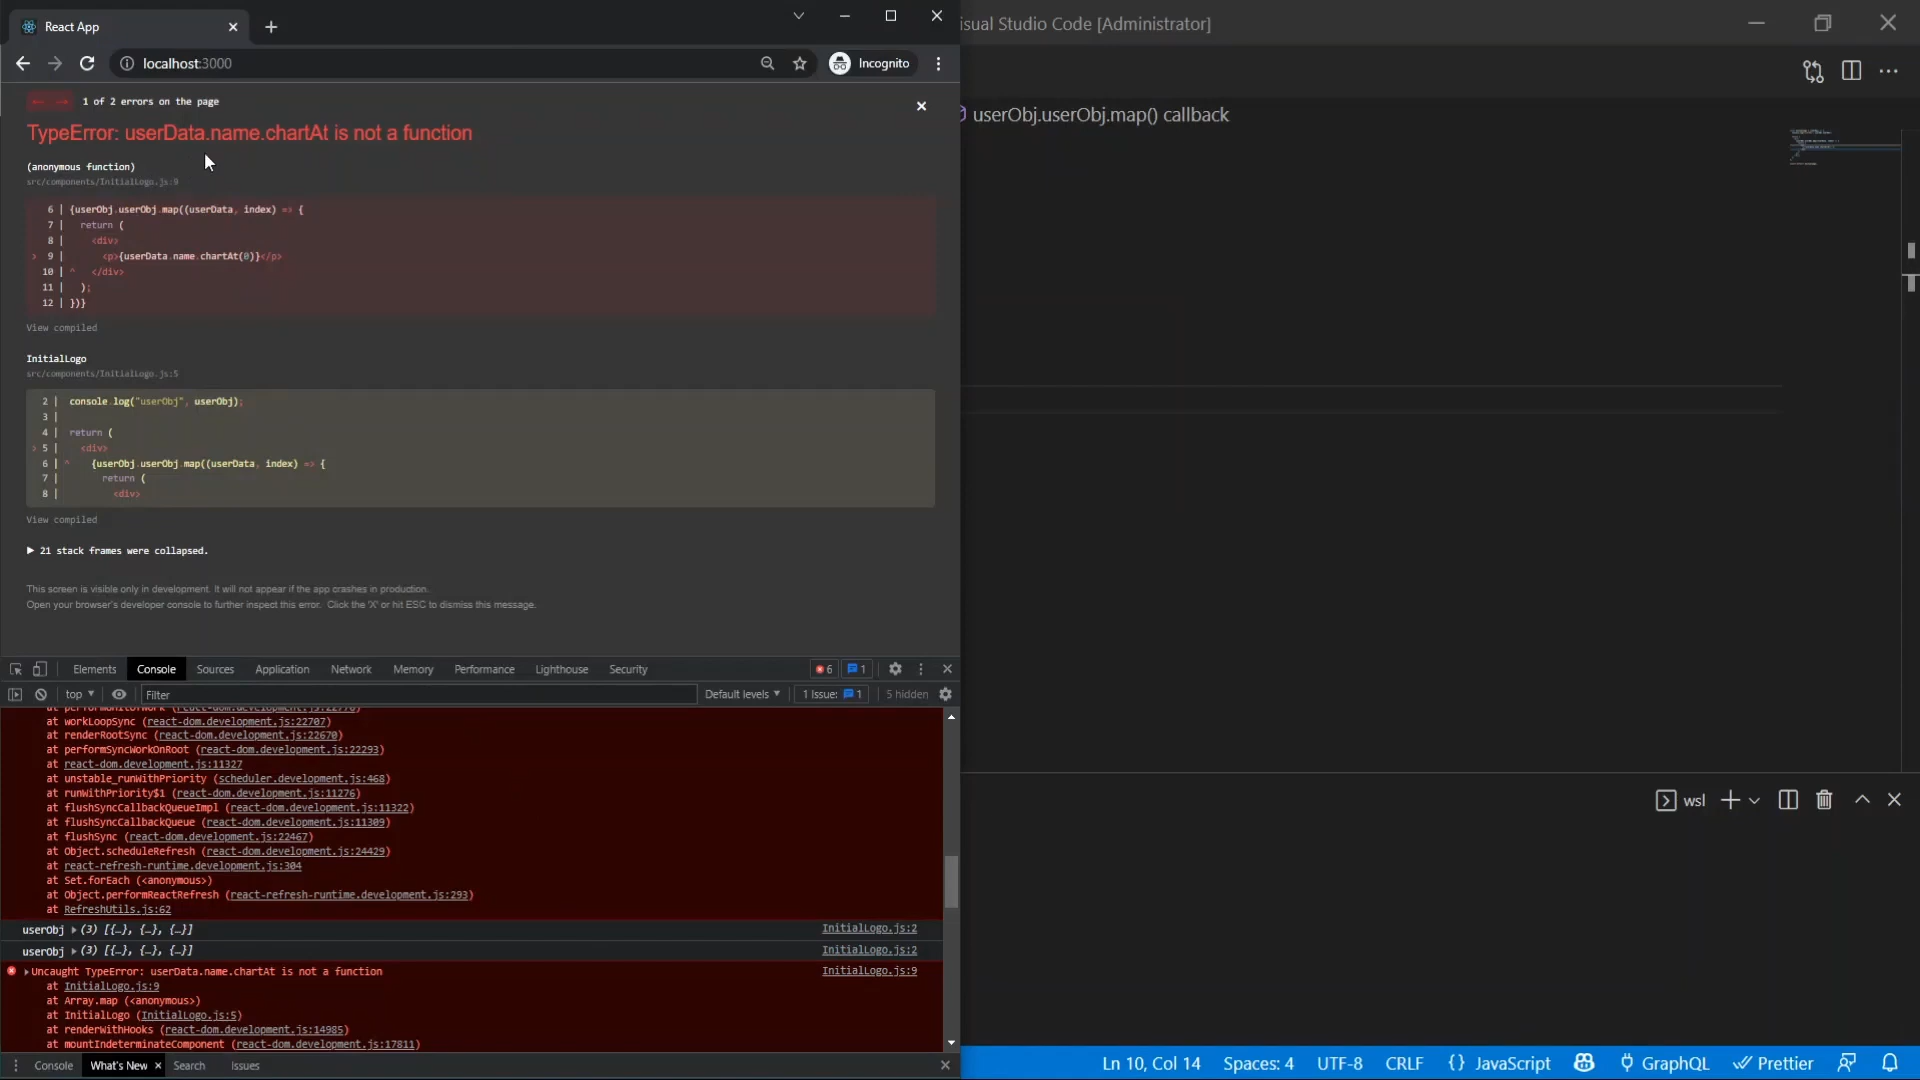 React App
isual Studio Code [Administrator]
localhost:3000
Incognito
1 of 2 errors on the page
TypeError: userData.name.chartAt is not a function
userObj.userObj.map() callback
(anonymous function)
src/components/InitialLogo.js:9
6 | {userObj.userObj.map((userData, index) => {
7 | return (
8 | <div>
> 9 | <p>{userData.name.chartAt(0)}</p>
10 | ^ </div>
11 | );
12 | })}
View compiled
InitialLogo
src/components/InitialLogo.js:5
2 | console.log("userObj", userObj);
3 |
4 | return (
> 5 | <div>
6 | ^ {userObj.userObj.map((userData, index) => {
7 | return (
8 | <div>
View compiled
▶ 21 stack frames were collapsed.
This screen is visible only in development. It will not appear if the app crashes in production.
Open your browser's developer console to further inspect this error. Click the 'X' or hit ESC to dismiss this message.
Elements Console Sources Application Network Memory Performance Lighthouse Security 6 1
top Filter Default levels 1 Issue: 1 5 hidden
at workLoopSync (react-dom.development.js:22707)
at renderRootSync (react-dom.development.js:22670)
at performSyncWorkOnRoot (react-dom.development.js:22293)
at react-dom.development.js:11327
at unstable_runWithPriority (scheduler.development.js:468)
at runWithPriority$1 (react-dom.development.js:11276)
at flushSyncCallbackQueueImpl (react-dom.development.js:11322)
at flushSyncCallbackQueue (react-dom.development.js:11309)
at flushSync (react-dom.development.js:22467)
at Object.scheduleRefresh (react-dom.development.js:24429)
at react-refresh-runtime.development.js:304
at Set.forEach (<anonymous>)
at Object.performReactRefresh (react-refresh-runtime.development.js:293)
at RefreshUtils.js:62
userObj ▶ (3) [{…}, {…}, {…}] InitialLogo.js:2
userObj ▶ (3) [{…}, {…}, {…}] InitialLogo.js:2
▶ Uncaught TypeError: userData.name.chartAt is not a function InitialLogo.js:9
at InitialLogo.js:9
at Array.map (<anonymous>)
at InitialLogo (InitialLogo.js:5)
at renderWithHooks (react-dom.development.js:14985)
at mountIndeterminateComponent (react-dom.development.js:17811)
Console What's New Search Issues
wsl
Ln 10, Col 14 Spaces: 4 UTF-8 CRLF {} JavaScript GraphQL Prettier